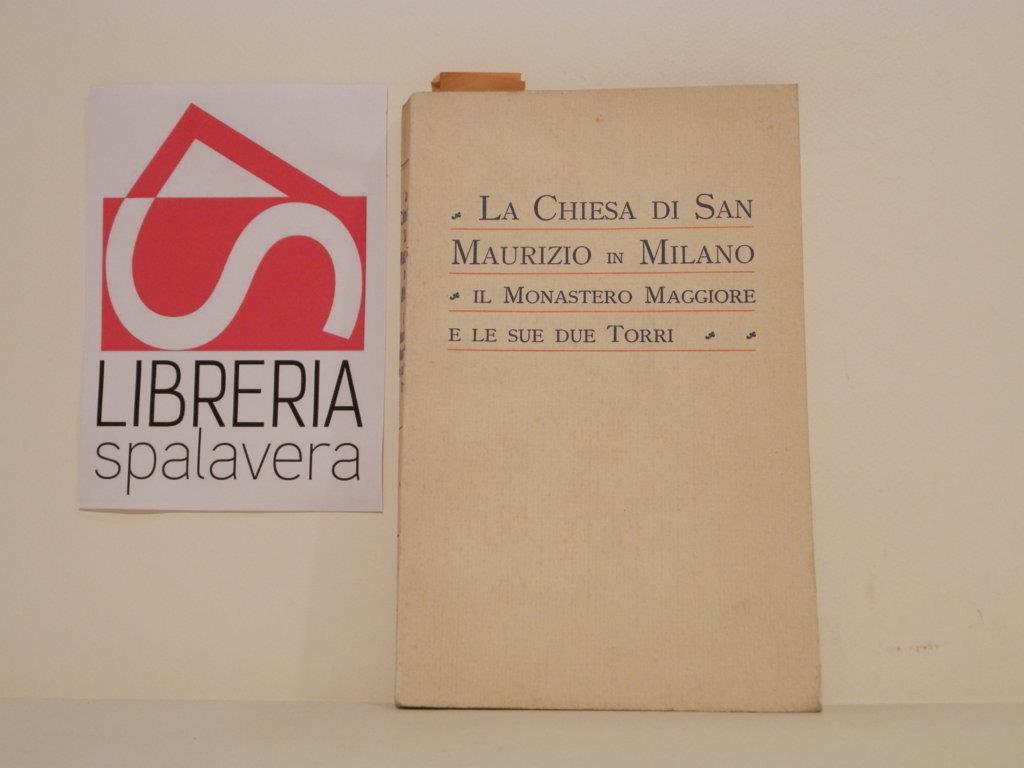 LIBRERIA
spalavera
La Chiesa di San
Maurizio in Milano
il Monastero Maggiore
e le sue due Torri